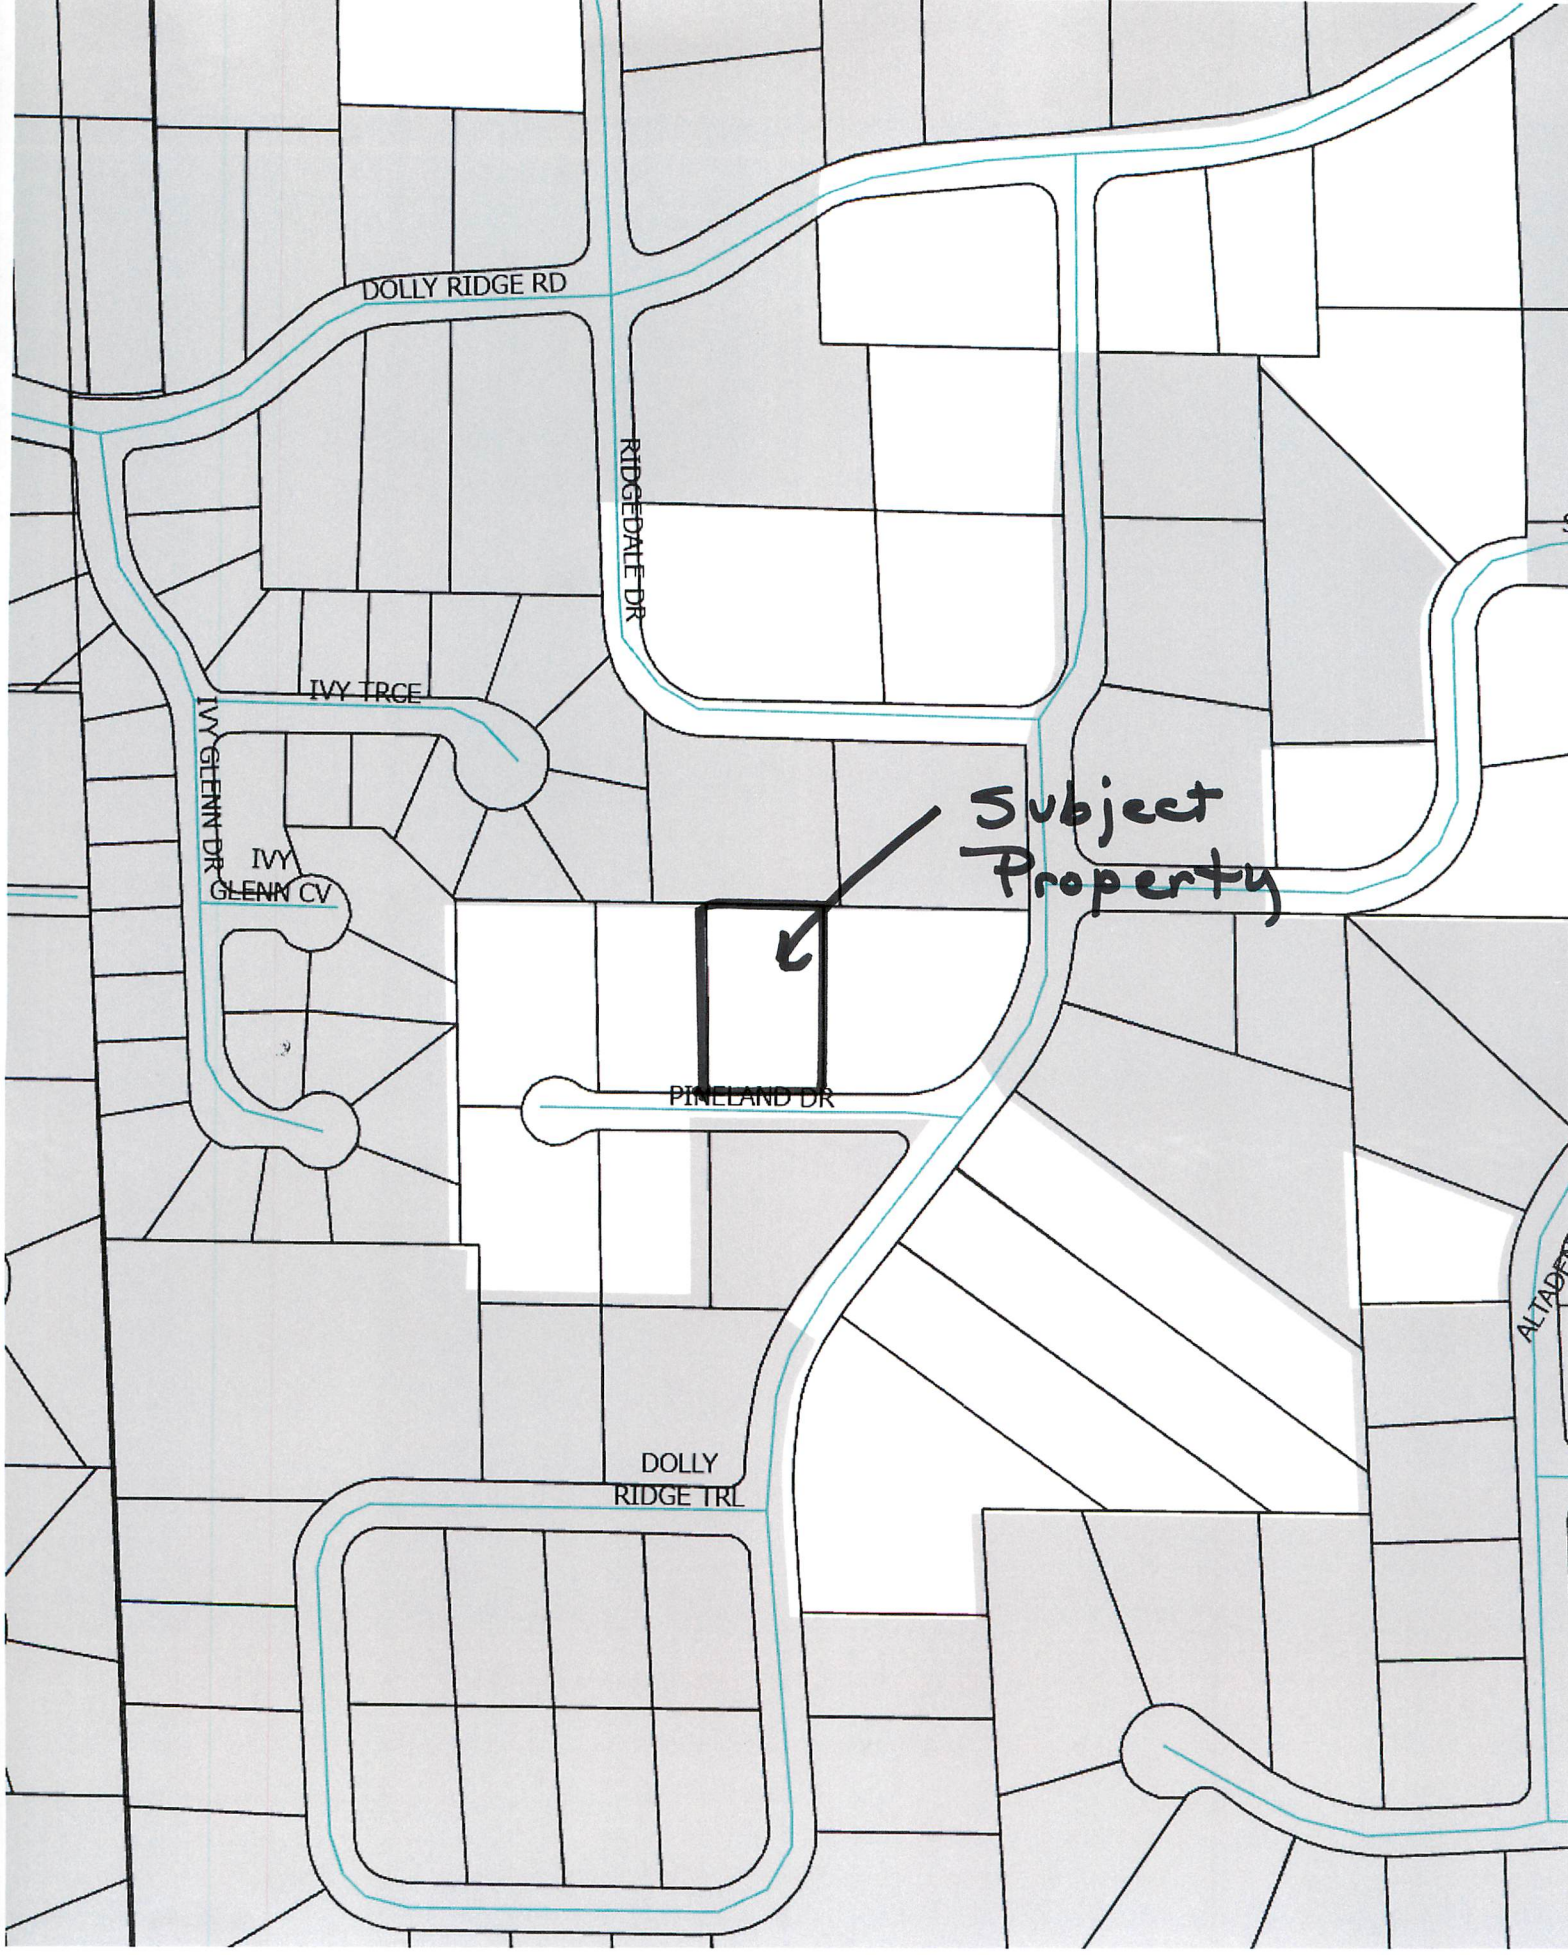 DOLLY RIDGE RD
RIDGEDALE DR
IVY TRCE
IVY GLENN DR
Subject
Property
IVY
GLENN CV
PINELAND DR
DOLLY
RIDGE TRL